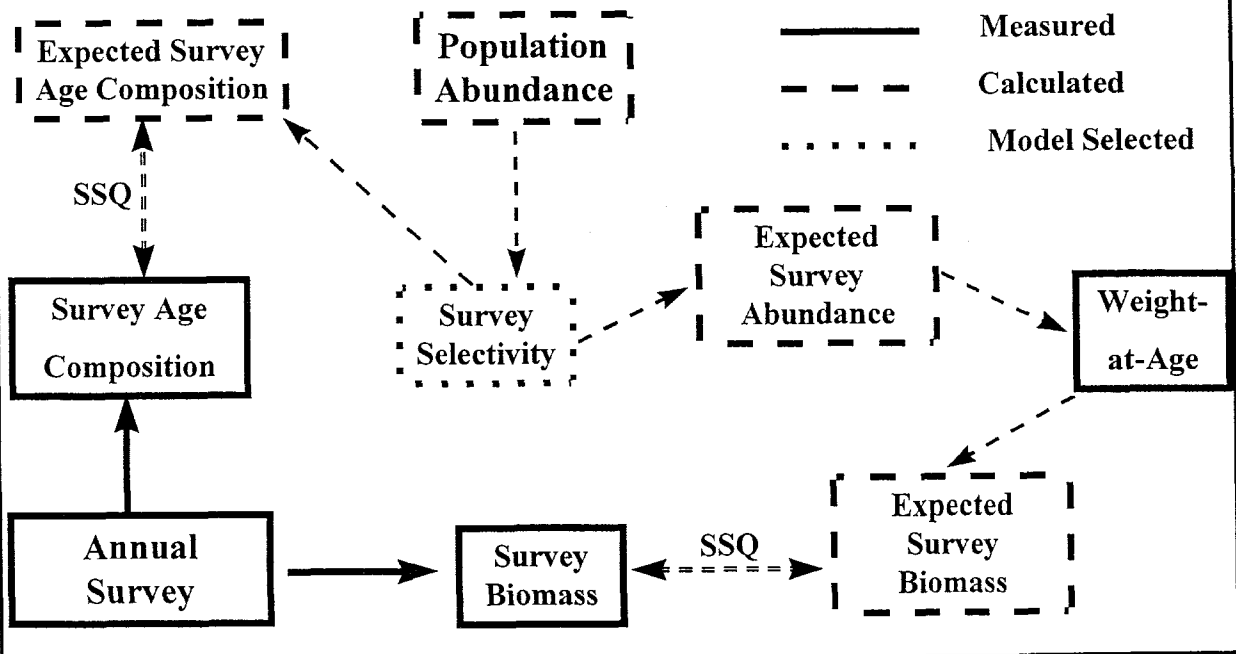 Expected Survey
Age Composition
Population
Abundance
Measured
Calculated
Model Selected
SSQ
Expected
Survey
Abundance
Survey Age
Composition
Survey
Selectivity
Weight-
at-Age
Annual
Survey
Survey
Biomass
SSQ
Expected
Survey
Biomass